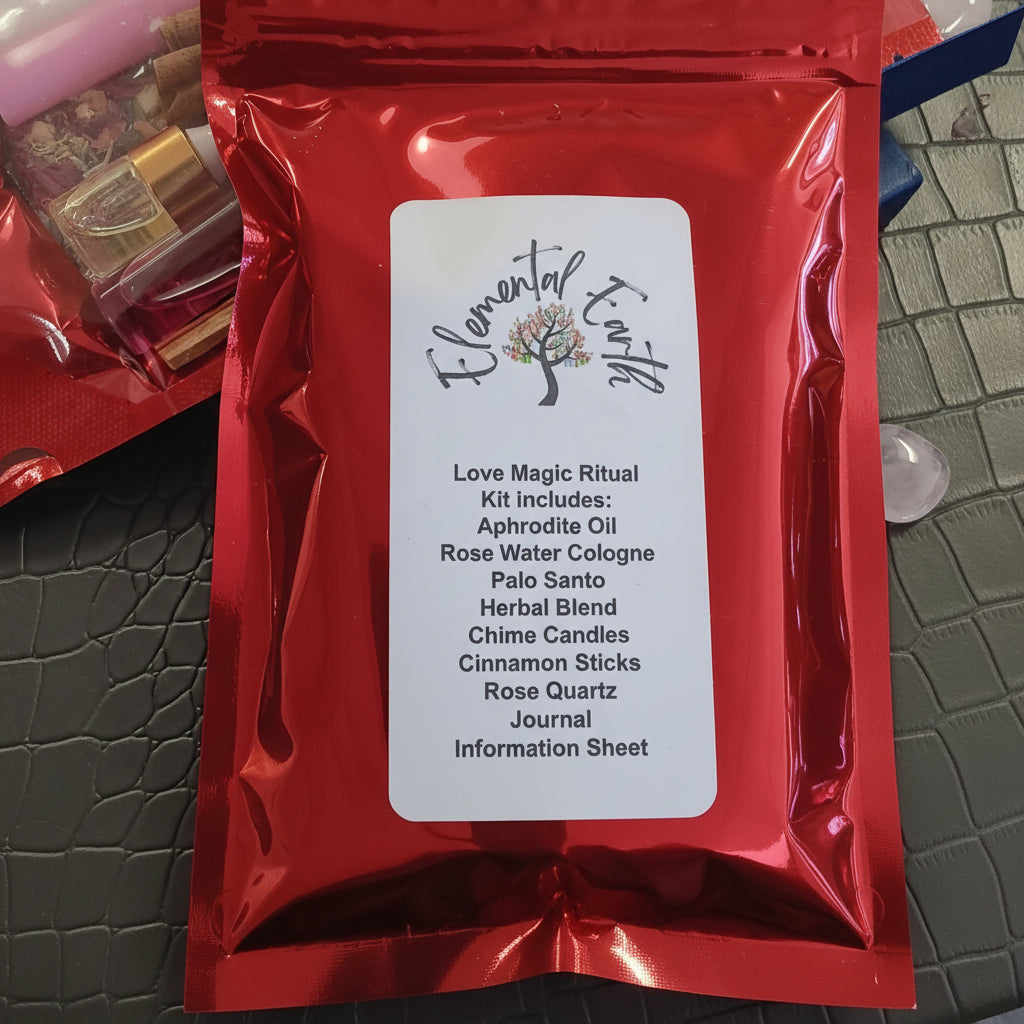 Elemental Earth
Love Magic Ritual
Kit includes:
Aphrodite Oil
Rose Water Cologne
Palo Santo
Herbal Blend
Chime Candles
Cinnamon Sticks
Rose Quartz
Journal
Information Sheet